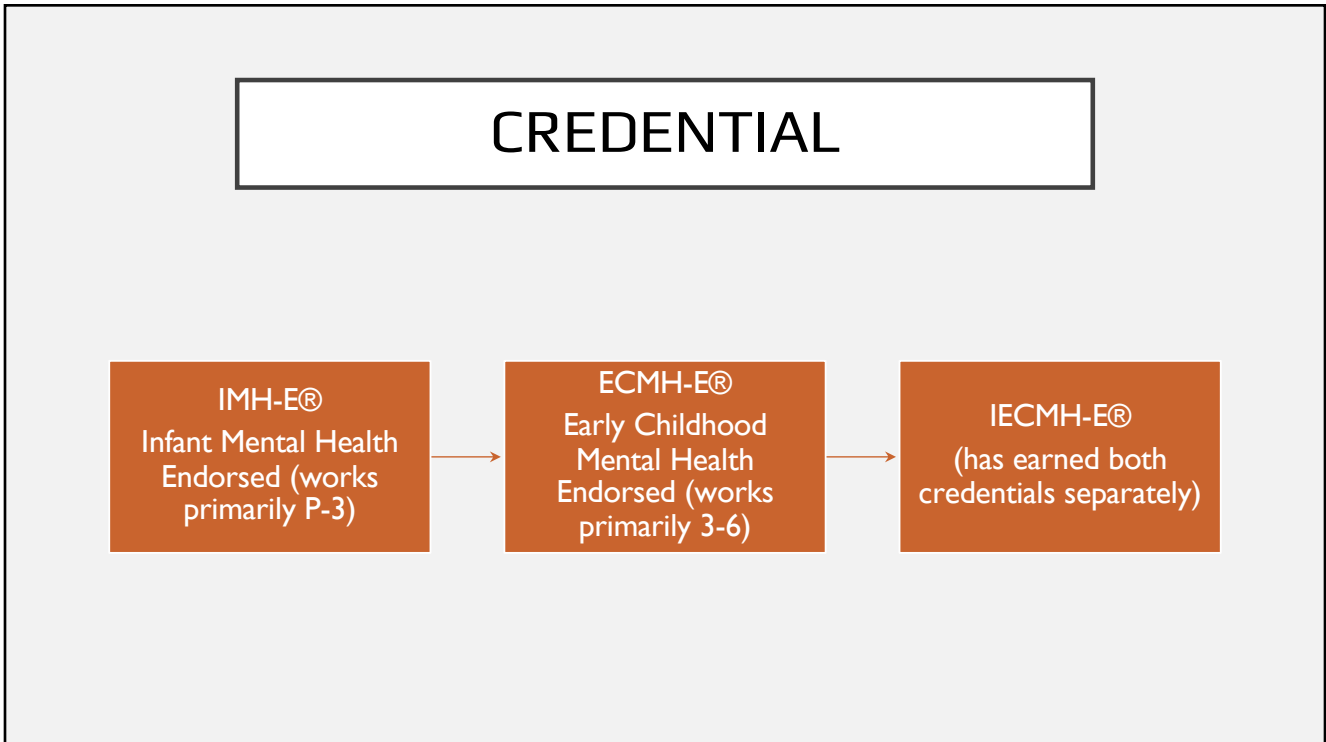 CREDENTIAL
IMH-E®
Infant Mental Health
Endorsed (works
primarily P-3)
ECMH-E®
Early Childhood
Mental Health
Endorsed (works
primarily 3-6)
IECMH-E®
(has earned both
credentials separately)